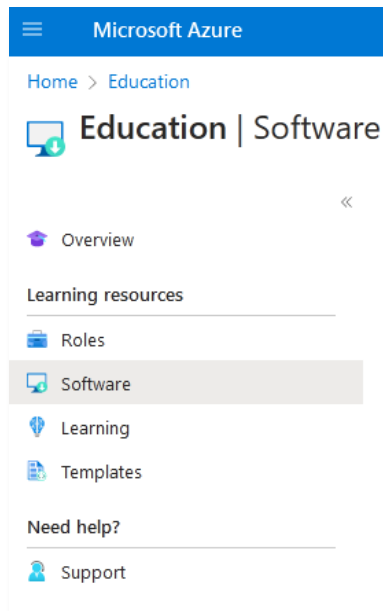 Microsoft Azure
Home > Education
Education | Software
«
Overview
Learning resources
Roles
Software
Learning
Templates
Need help?
Support